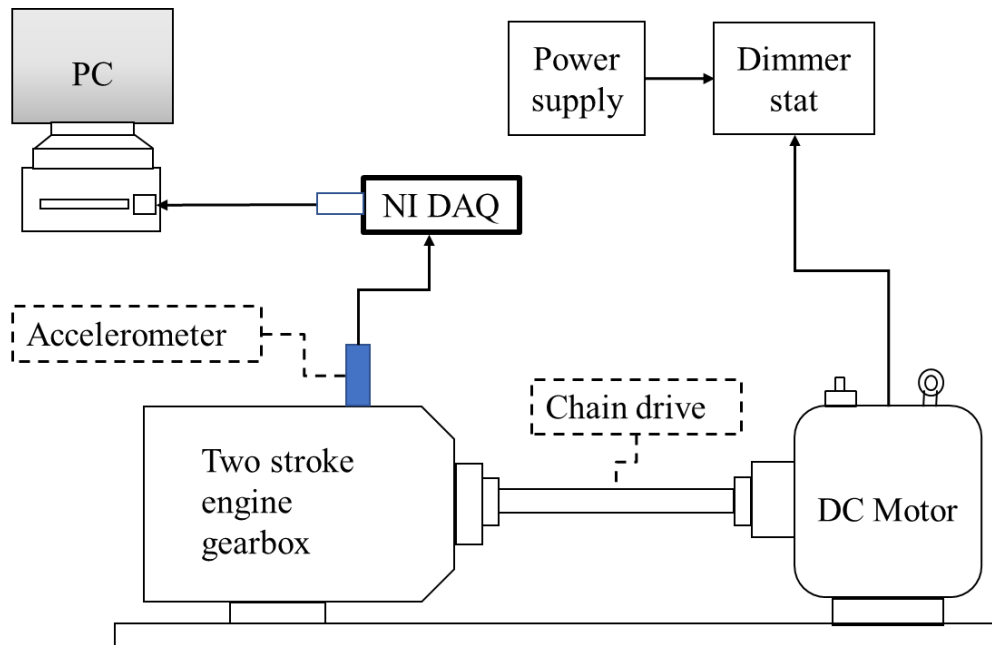 PC
Power
supply
Dimmer
stat
NI DAQ
Accelerometer
Chain drive
Two stroke
engine
gearbox
DC Motor